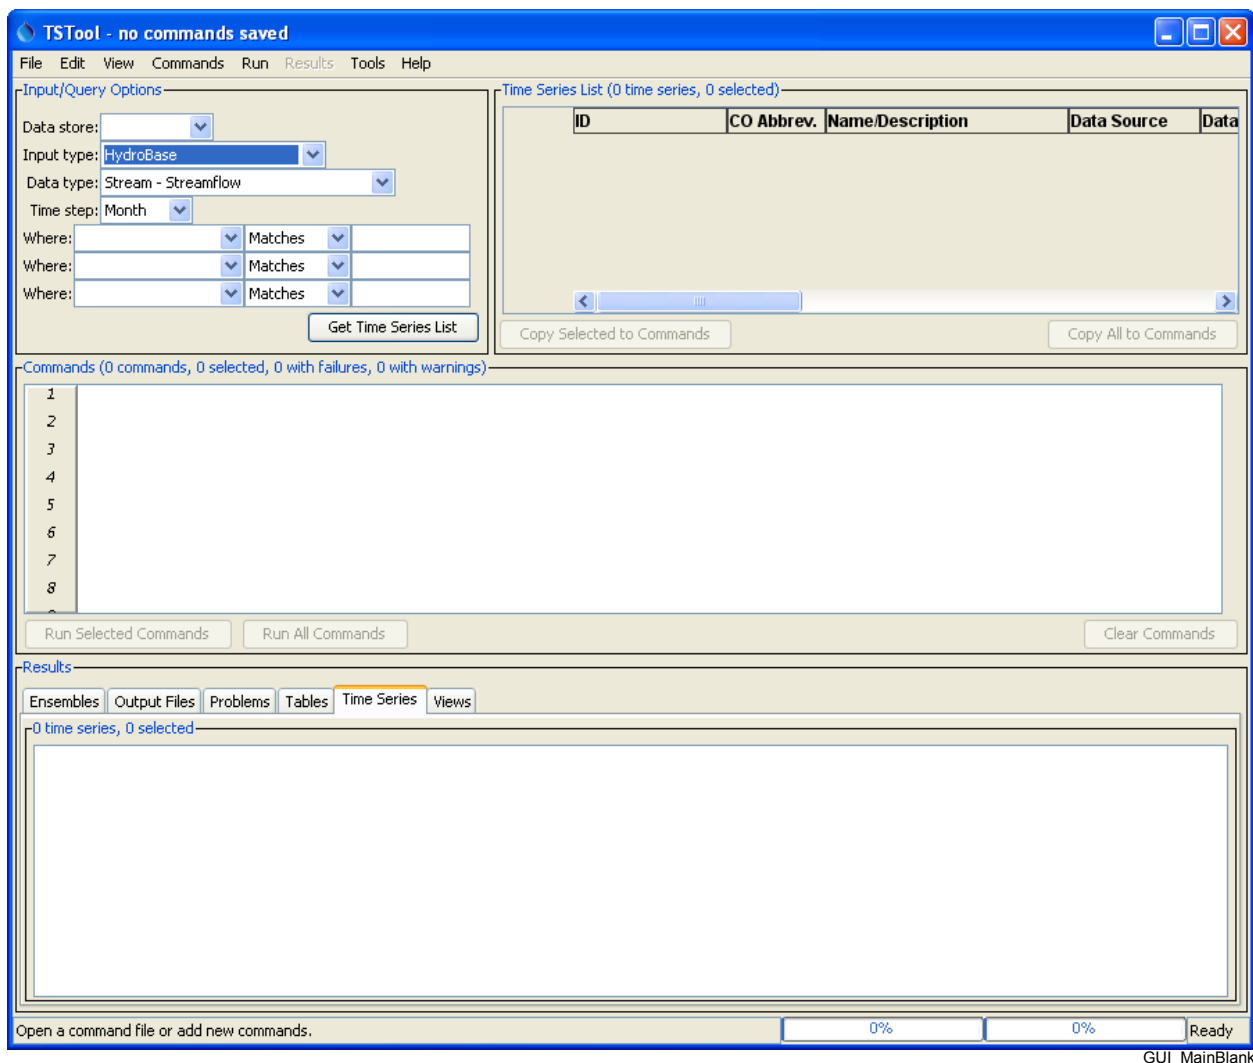 TSTool - no commands saved
File Edit View Commands Run Results Tools Help
Input/Query Options
Data store:
Input type: HydroBase
Data type: Stream - Streamflow
Time step: Month
Where: Matches
Where: Matches
Where: Matches
Get Time Series List
Time Series List (0 time series, 0 selected)
ID CO Abbrev. Name/Description Data Source Data
Copy Selected to Commands Copy All to Commands
Commands (0 commands, 0 selected, 0 with failures, 0 with warnings)
1
2
3
4
5
6
7
8
Run Selected Commands Run All Commands Clear Commands
Results
Ensembles Output Files Problems Tables Time Series Views
0 time series, 0 selected
Open a command file or add new commands. 0% 0% Ready
GUI_MainBlank